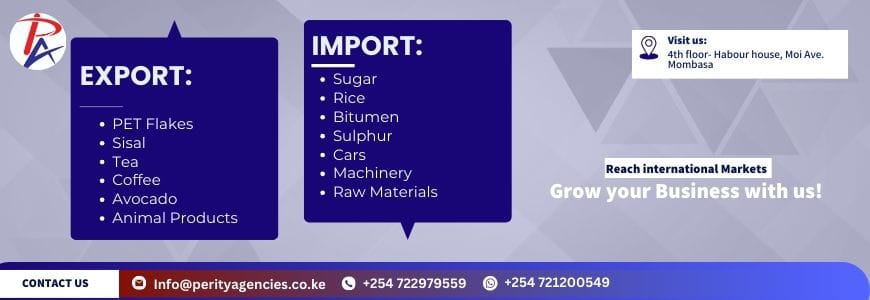 PA
EXPORT:
PET Flakes
Sisal
Tea
Coffee
Avocado
Animal Products
IMPORT:
Sugar
Rice
Bitumen
Sulphur
Cars
Machinery
Raw Materials
Visit us:
4th floor- Habour house, Moi Ave.
Mombasa
Reach international Markets
Grow your Business with us!
CONTACT US
Info@perityagencies.co.ke
+254 722979559
+254 721200549